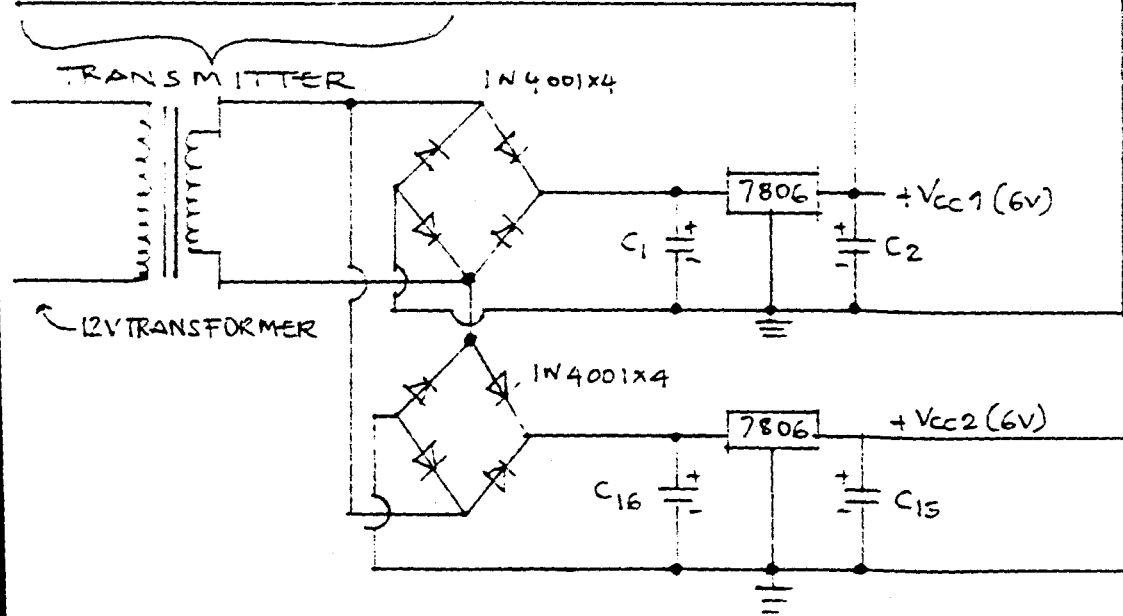 TRANSMITTER
IN4001x4
7806
+Vcc1 (6V)
C1
+
-
+
-
C2
12V TRANSFORMER
IN4001x4
7806
+Vcc2 (6V)
C16
+
-
+
-
C15